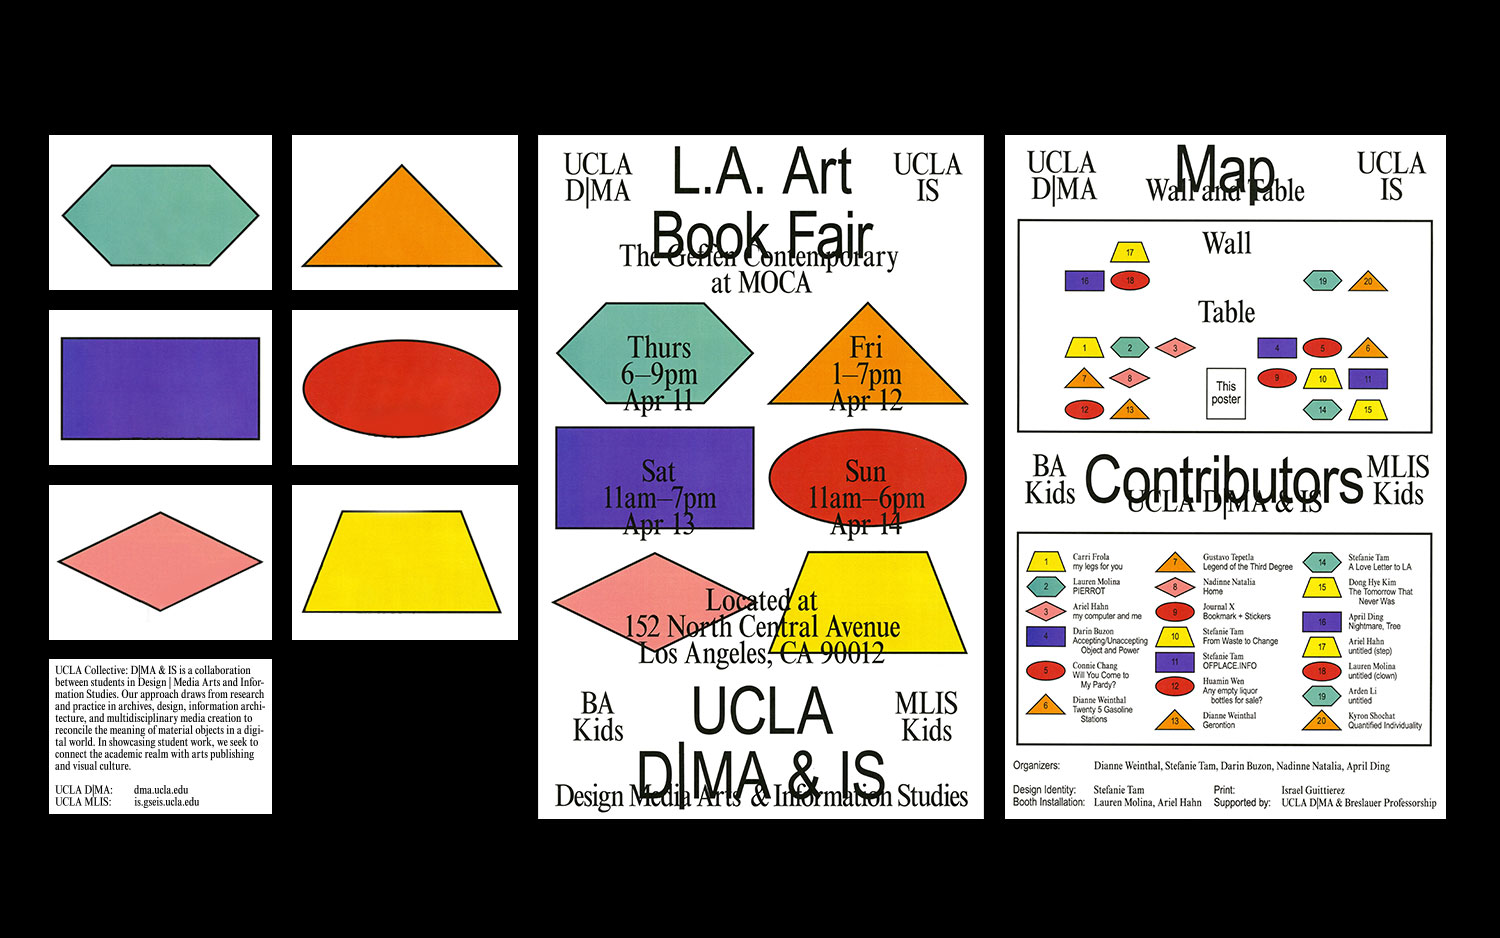 UCLA Collective: D|MA & IS is a collaboration
between students in Design | Media Arts and Infor-
mation Studies. Our approach draws from research
and practice in archives, design, information archi-
tecture, and multidisciplinary media creation to
reconcile the meaning of material objects in a digi-
tal world. In showcasing student work, we seek to
connect the academic realm with arts publishing
and visual culture.
UCLA D|MA: dma.ucla.edu
UCLA MLIS: is.gseis.ucla.edu
UCLA
D|MA
L.A. Art
Book Fair
UCLA
IS
The Geffen Contemporary
at MOCA
Thurs
6–9pm
Apr 11
Fri
1–7pm
Apr 12
Sat
11am–7pm
Apr 13
Sun
11am–6pm
Apr 14
Located at
152 North Central Avenue
Los Angeles, CA 90012
BA
Kids
UCLA
D|MA & IS
MLIS
Kids
Design Media Arts & Information Studies
UCLA
D|MA
Map
Wall and Table
UCLA
IS
Wall
17
16 18 19 20
Table
1 2 3 4 5 6
7 8 9 10 11
This
poster
12 13 14 15
BA
Kids
Contributors
UCLA D|MA & IS
MLIS
Kids
1 Carri Frola
my legs for you
2 Lauren Molina
PIERROT
3 Ariel Hahn
my computer and me
4 Darin Buzon
Accepting/Unaccepting
Object and Power
5 Connie Chang
Will You Come to
My Pardy?
6 Dianne Weinthal
Twenty 5 Gasoline
Stations
7 Gustavo Tepetla
Legend of the Third Degree
8 Nadinne Natalia
Home
9 Journal X
Bookmark + Stickers
10 Stefanie Tam
From Waste to Change
11 Stefanie Tam
OFPLACE.INFO
12 Huamin Wen
Any empty liquor
bottles for sale?
13 Dianne Weinthal
Gerontion
14 Stefanie Tam
A Love Letter to LA
15 Dong Hye Kim
The Tomorrow That
Never Was
16 April Ding
Nightmare, Tree
17 Ariel Hahn
untitled (step)
18 Lauren Molina
untitled (clown)
19 Arden Li
untitled
20 Kyron Shochat
Quantified Individuality
Organizers: Dianne Weinthal, Stefanie Tam, Darin Buzon, Nadinne Natalia, April Ding
Design Identity: Stefanie Tam Print: Israel Guittierez
Booth Installation: Lauren Molina, Ariel Hahn Supported by: UCLA D|MA & Breslauer Professorship